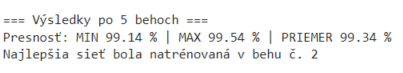 === Výsledky po 5 behoch ===
Presnosť: MIN 99.14 % | MAX 99.54 % | PRIEMER 99.34 %
Najlepšia sieť bola natrénovaná v behu č. 2